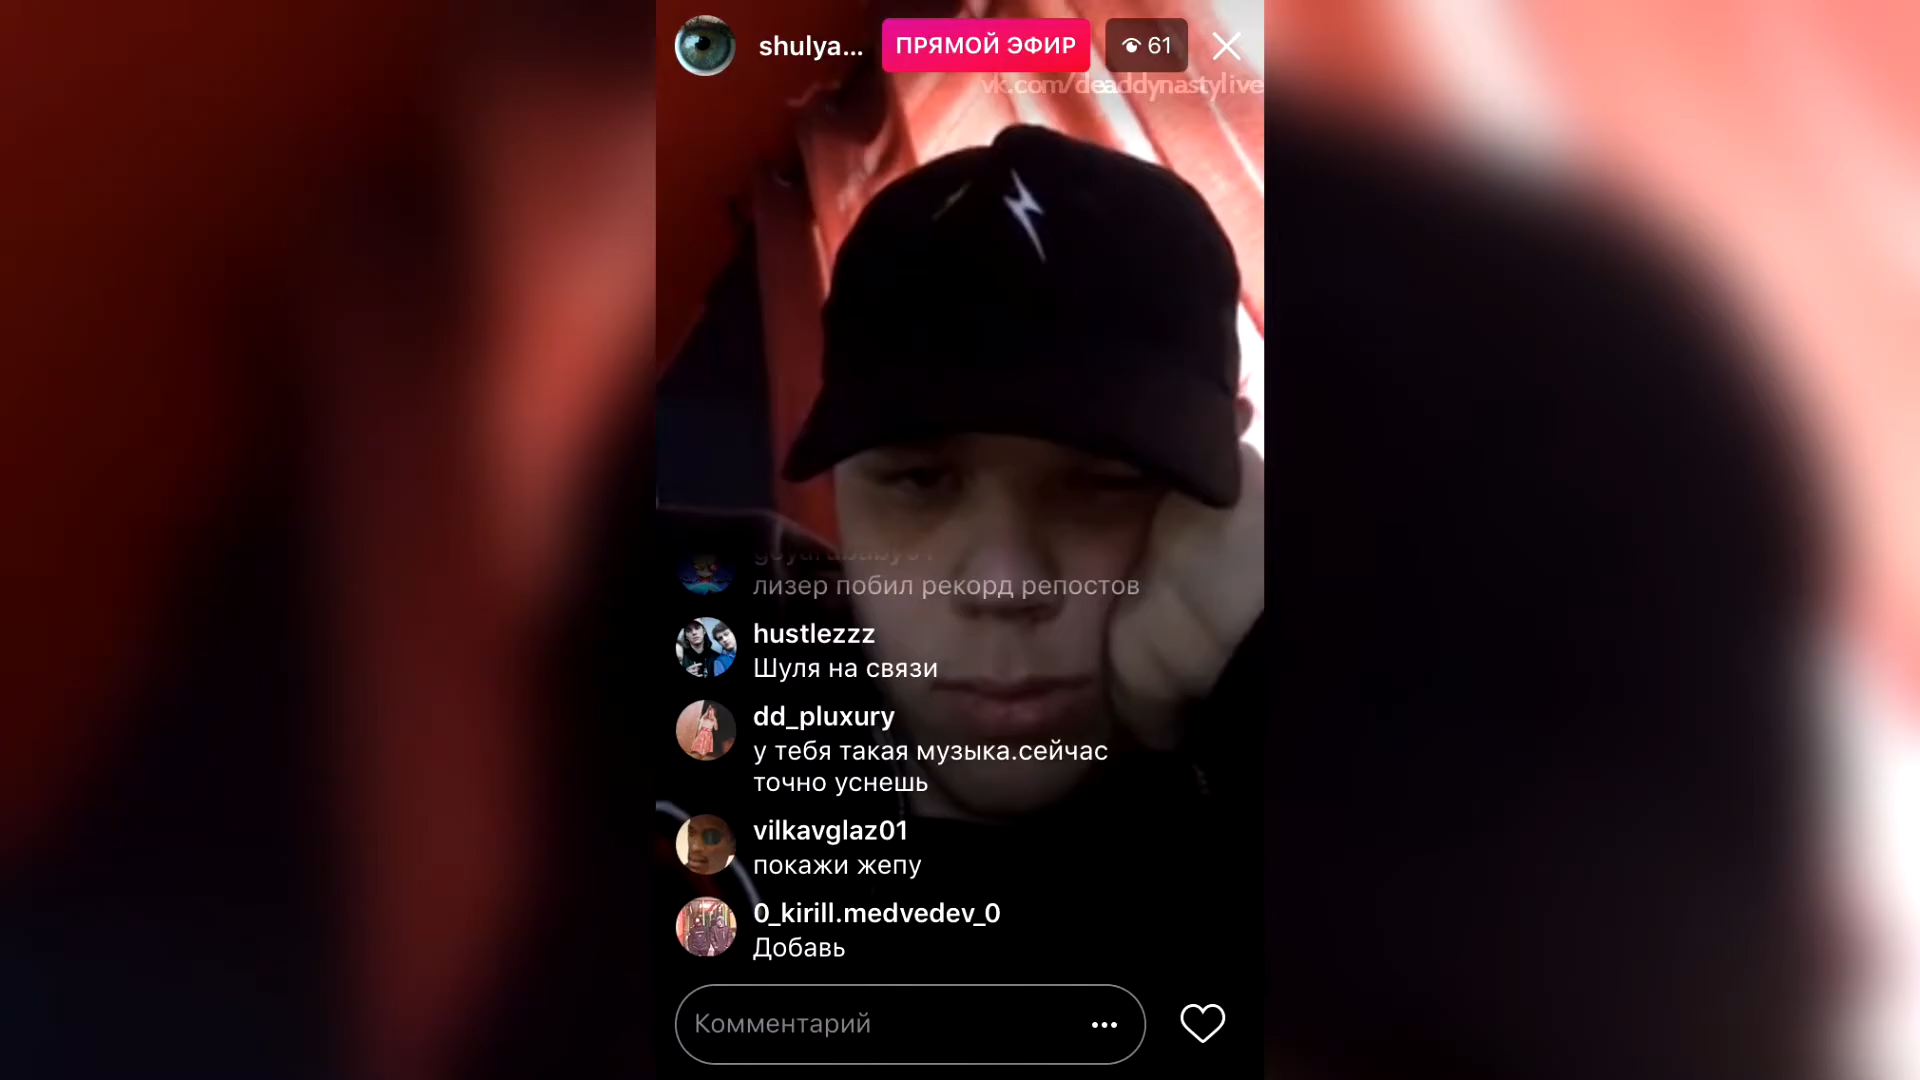 shulya...
ПРЯМОЙ ЭФИР
61
vk.com/deaddynastylive
лизер побил рекорд репостов
hustlezzz
Шуля на связи
dd_pluxury
у тебя такая музыка.сейчас
точно уснешь
vilkavglaz01
покажи жепу
0_kirill.medvedev_0
Добавь
Комментарий